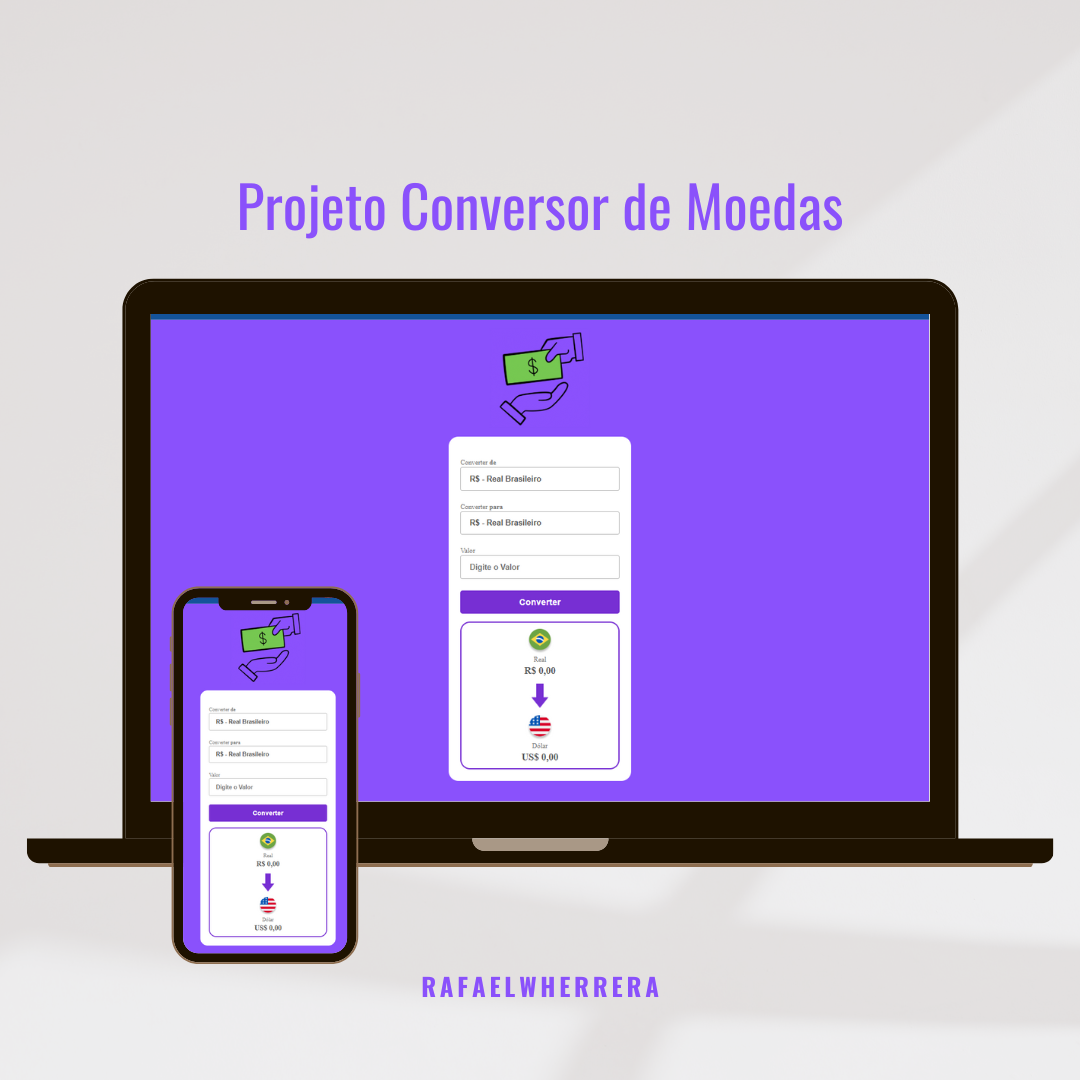 Projeto Conversor de Moedas
$
Converter de
R$ - Real Brasileiro
Converter para
R$ - Real Brasileiro
Valor
Digite o Valor
Converter
Real
R$ 0,00
Dólar
US$ 0,00
$
Converter de
R$ - Real Brasileiro
Converter para
R$ - Real Brasileiro
Valor
Digite o Valor
Converter
Real
R$ 0,00
Dólar
US$ 0,00
RAFAELWHERRERA